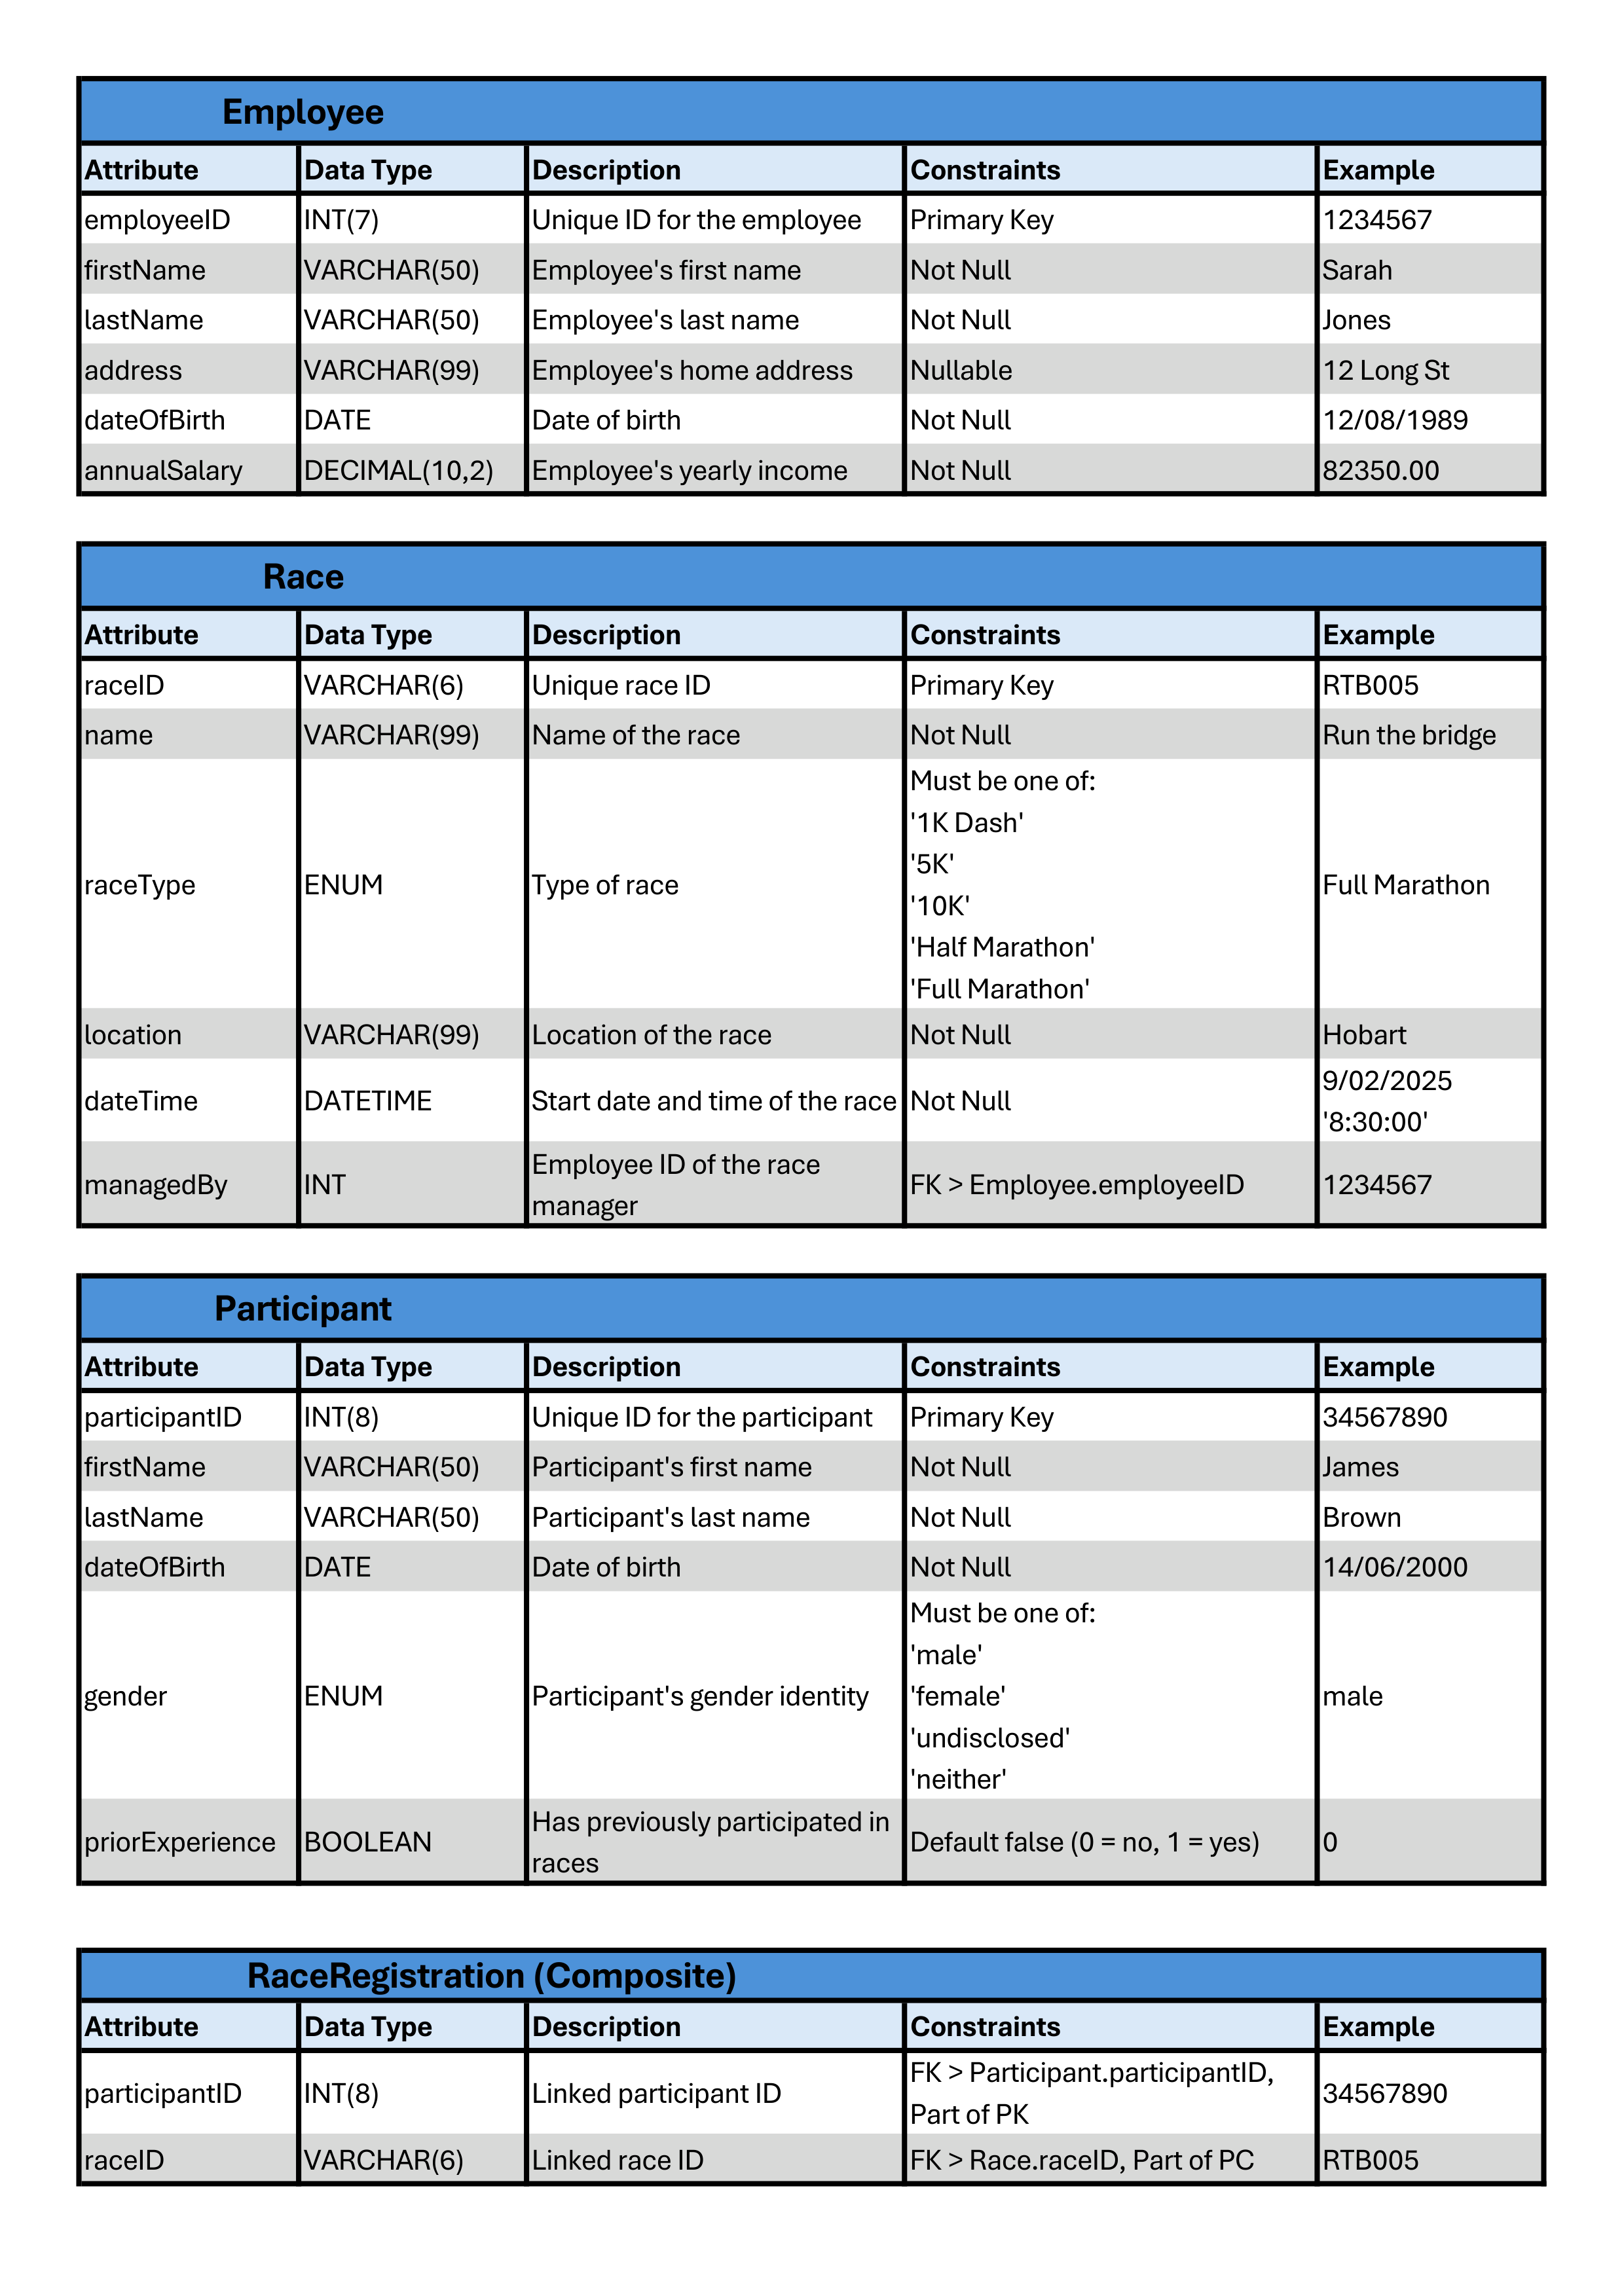 Employee
Attribute Data Type Description Constraints Example
employeeID INT(7) Unique ID for the employee Primary Key 1234567
firstName VARCHAR(50) Employee's first name Not Null Sarah
lastName VARCHAR(50) Employee's last name Not Null Jones
address VARCHAR(99) Employee's home address Nullable 12 Long St
dateOfBirth DATE Date of birth Not Null 12/08/1989
annualSalary DECIMAL(10,2) Employee's yearly income Not Null 82350.00
Race
Attribute Data Type Description Constraints Example
raceID VARCHAR(6) Unique race ID Primary Key RTB005
name VARCHAR(99) Name of the race Not Null Run the bridge
raceType ENUM Type of race
Must be one of:
'1K Dash'
'5K'
'10K'
'Half Marathon'
'Full Marathon'
Full Marathon
location VARCHAR(99) Location of the race Not Null Hobart
dateTime DATETIME Start date and time of the race Not Null
9/02/2025
'8:30:00'
managedBy INT
Employee ID of the race
manager
FK > Employee.employeeID 1234567
Participant
Attribute Data Type Description Constraints Example
participantID INT(8) Unique ID for the participant Primary Key 34567890
firstName VARCHAR(50) Participant's first name Not Null James
lastName VARCHAR(50) Participant's last name Not Null Brown
dateOfBirth DATE Date of birth Not Null 14/06/2000
gender ENUM Participant's gender identity
Must be one of:
'male'
'female'
'undisclosed'
'neither'
male
priorExperience BOOLEAN
Has previously participated in
races
Default false (0 = no, 1 = yes) 0
RaceRegistration (Composite)
Attribute Data Type Description Constraints Example
participantID INT(8) Linked participant ID
FK > Participant.participantID,
Part of PK
34567890
raceID VARCHAR(6) Linked race ID FK > Race.raceID, Part of PC RTB005